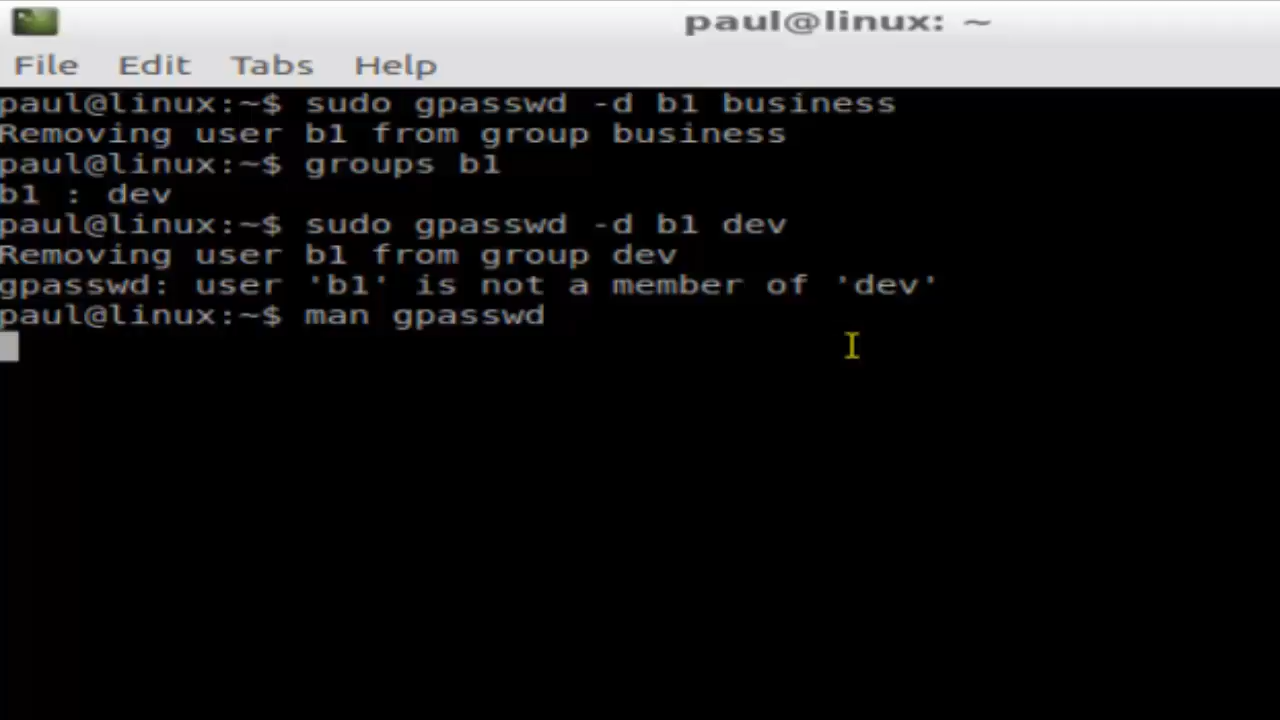 paul@linux: ~
File Edit Tabs Help
paul@linux:~$ sudo gpasswd -d b1 business
Removing user b1 from group business
paul@linux:~$ groups b1
b1 : dev
paul@linux:~$ sudo gpasswd -d b1 dev
Removing user b1 from group dev
gpasswd: user 'b1' is not a member of 'dev'
paul@linux:~$ man gpasswd